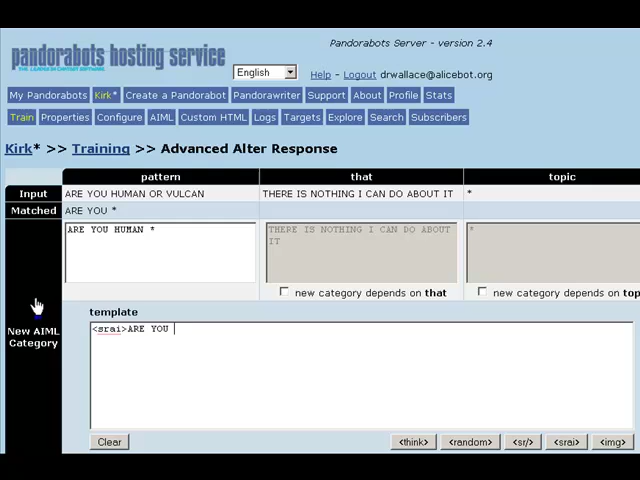 Pandorabots Server - version 2.4
pandorabots hosting service
English
Help - Logout drwallace@alicebot.org
My Pandorabots Kirk* Create a Pandorabot Pandorawriter Support About Profile Stats
Train Properties Configure AIML Custom HTML Logs Targets Explore Search Subscribers
Kirk* >> Training >> Advanced Alter Response
pattern that topic
Input ARE YOU HUMAN OR VULCAN THERE IS NOTHING I CAN DO ABOUT IT *
Matched ARE YOU *
ARE YOU HUMAN * THERE IS NOTHING I CAN DO ABOUT *
IT
new category depends on that new category depends on top
template
New AIML
Category
<srai>ARE YOU
Clear <think> <random> <sr/> <srai> <img>